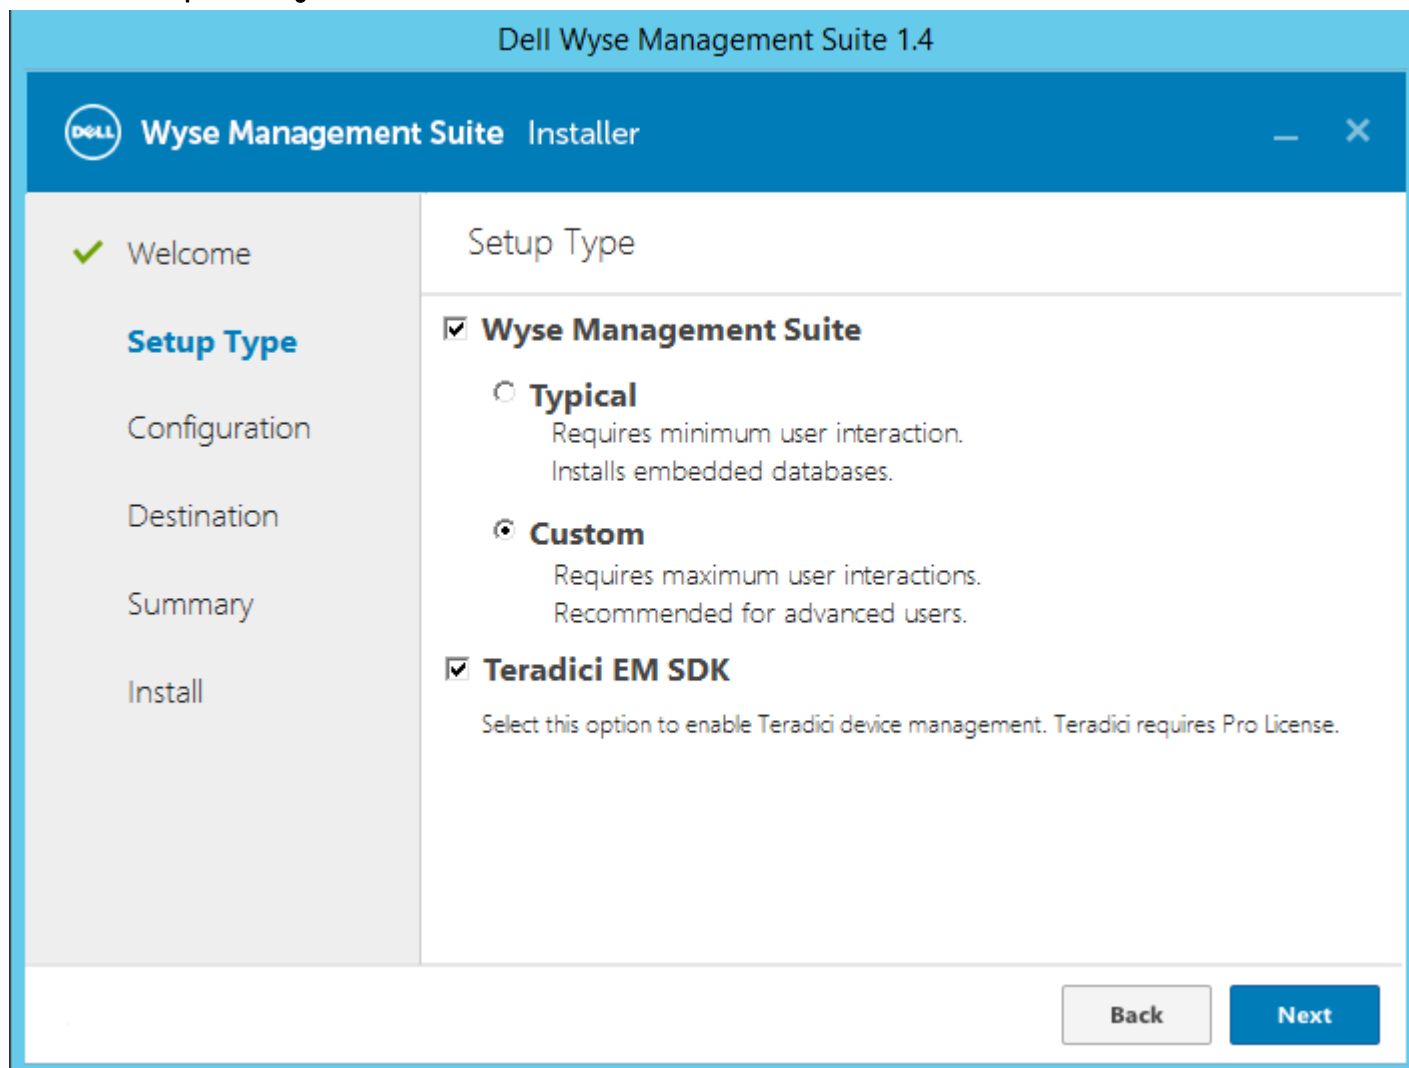 Dell Wyse Management Suite 1.4
DELL Wyse Management Suite Installer
Welcome
Setup Type
Configuration
Destination
Summary
Install
Setup Type
Wyse Management Suite
Typical
Requires minimum user interaction.
Installs embedded databases.
Custom
Requires maximum user interactions.
Recommended for advanced users.
Teradici EM SDK
Select this option to enable Teradici device management. Teradici requires Pro License.
Back Next